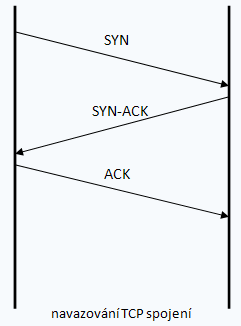 SYN
SYN-ACK
ACK
navazování TCP spojení